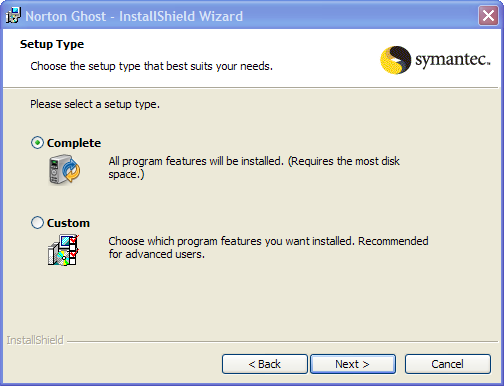 Norton Ghost - InstallShield Wizard
Setup Type
Choose the setup type that best suits your needs.
symantec™
Please select a setup type.
Complete
All program features will be installed. (Requires the most disk
space.)
Custom
Choose which program features you want installed. Recommended
for advanced users.
InstallShield
< Back
Next >
Cancel